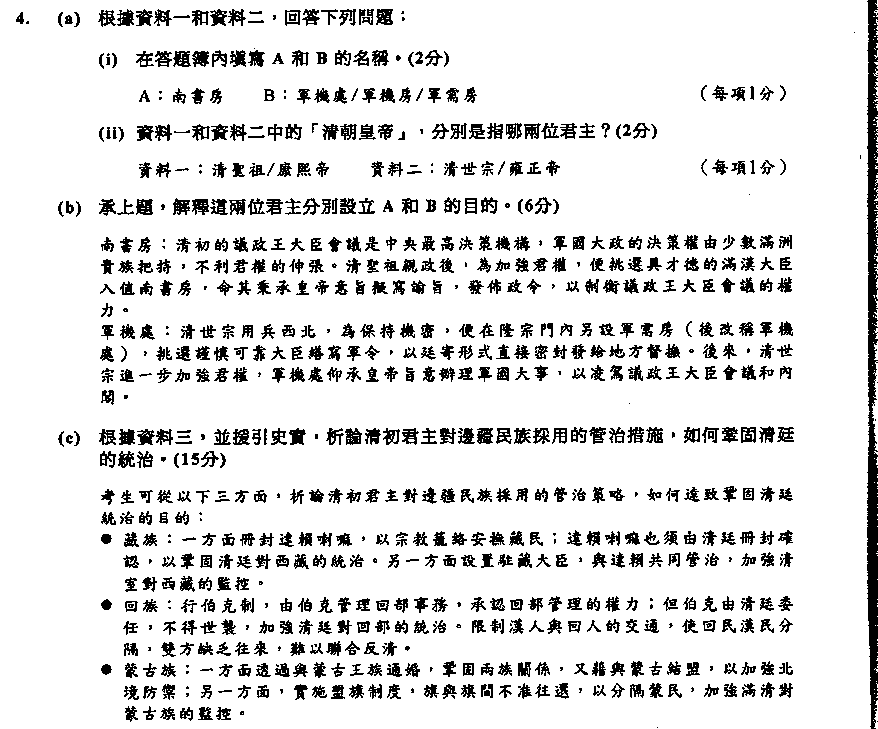 4. (a) 根據資料一和資料二，回答下列問題：
(i) 在答題簿內填寫 A 和 B 的名稱。(2分)
A：南書房 B：軍機處/軍機房/軍需房 （每項1分）
(ii) 資料一和資料二中的「清朝皇帝」，分別是指哪兩位君主？(2分)
資料一：清聖祖/康熙帝 資料二：清世宗/雍正帝 （每項1分）
(b) 承上題，解釋這兩位君主分別設立 A 和 B 的目的。(6分)
南書房：清初的議政王大臣會議是中央最高決策機構，軍國大政的決策權由少數滿洲
貴族把持，不利君權的伸張。清聖祖親政後，為加強君權，便挑選具才德的滿漢大臣
入值南書房，令其秉承皇帝意旨擬寫諭旨，發佈政令，以制衡議政王大臣會議的權
力。
軍機處：清世宗用兵西北，為保持機密，便在隆宗門內另設軍需房（後改稱軍機
處），挑選謹慎可靠大臣繕寫軍令，以廷寄形式直接密封發給地方督撫。後來，清世
宗進一步加強君權，軍機處仰承皇帝旨意辦理軍國大事，以凌駕議政王大臣會議和內
閣。
(c) 根據資料三，並援引史實，析論清初君主對邊疆民族採用的管治措施，如何鞏固清廷
的統治。(15分)
考生可從以下三方面，析論清初君主對邊疆民族採用的管治策略，如何達致鞏固清廷
統治的目的：
● 藏族：一方面冊封達賴喇嘛，以宗教籠絡安撫藏民；達賴喇嘛也須由清廷冊封確
認，以鞏固清廷對西藏的統治。另一方面設置駐藏大臣，與達賴共同管治，加強清
室對西藏的監控。
● 回族：行伯克制，由伯克管理回部事務，承認回部管理的權力；但伯克由清廷委
任，不得世襲，加強清廷對回部的統治。限制漢人與回人的交通，使回民漢民分
隔，雙方缺乏往來，難以聯合反清。
● 蒙古族：一方面透過與蒙古王族通婚，鞏固兩族關係，又藉與蒙古結盟，以加強北
境防禦；另一方面，實施盟旗制度，旗與旗間不准往還，以分隔蒙民，加強滿清對
蒙古族的監控。